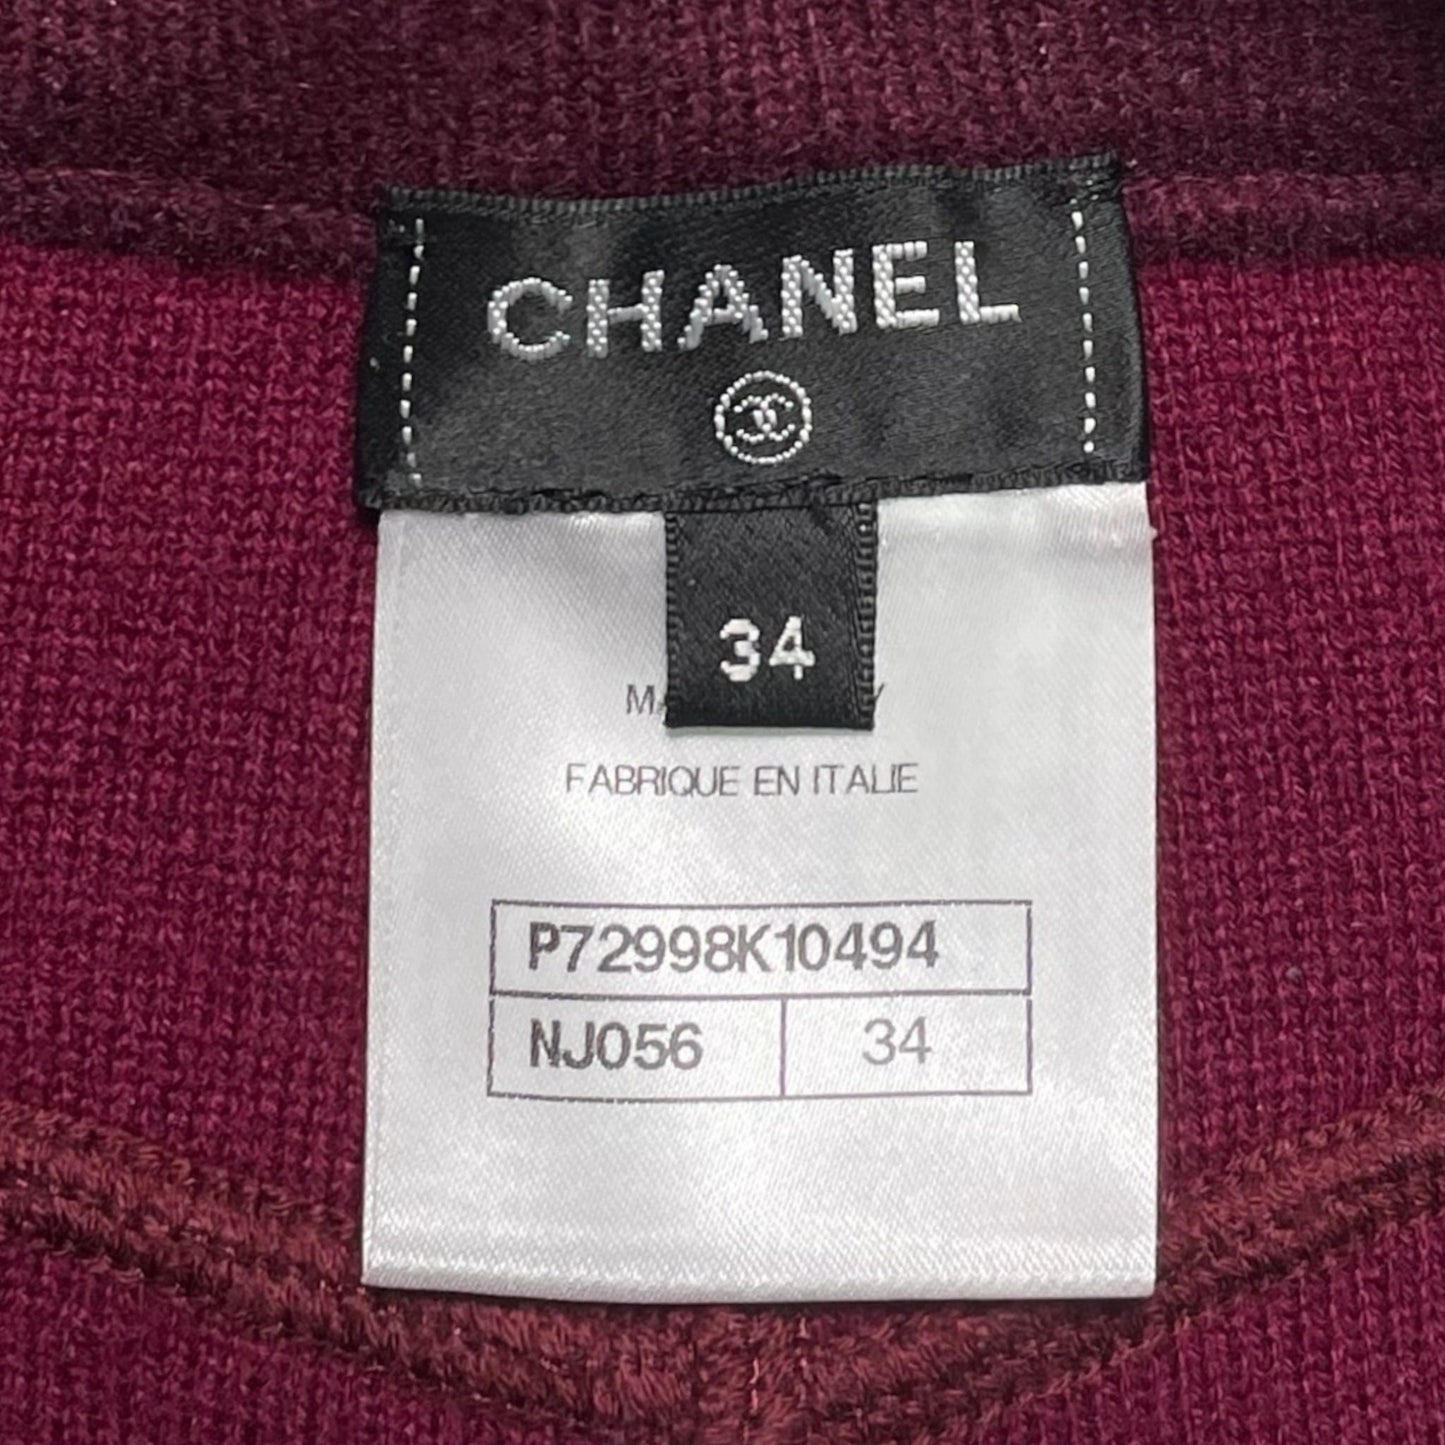 CHANEL
34
FABRIQUE EN ITALIE
P72998K10494
NJ056 34